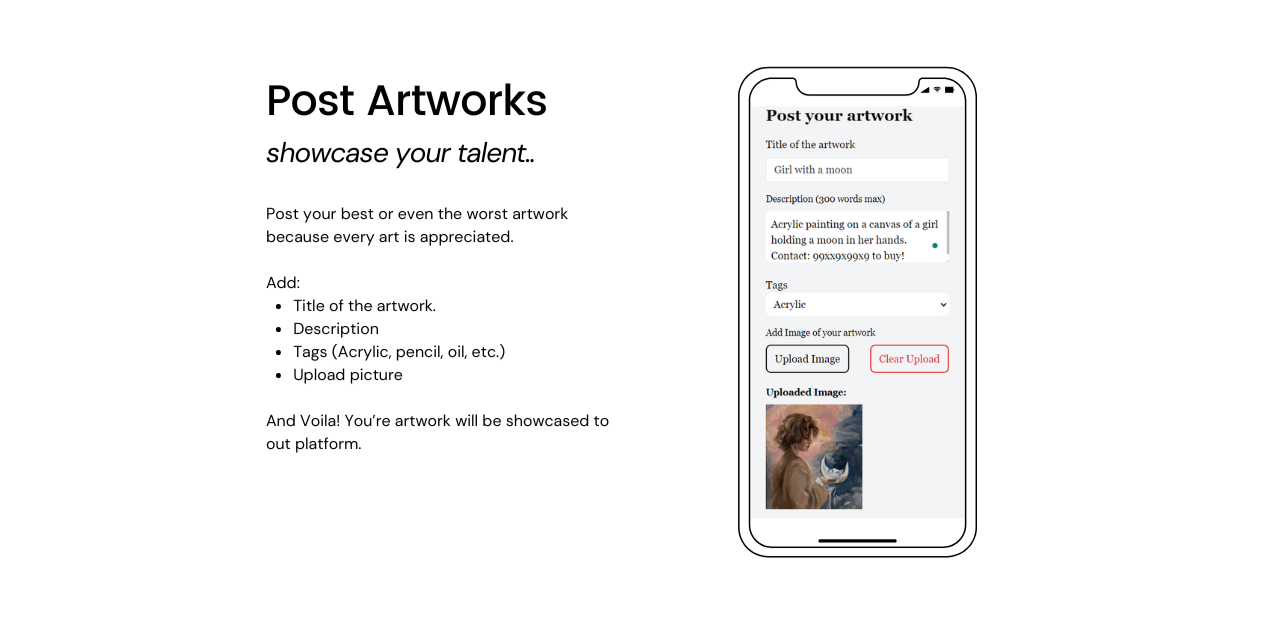 Post Artworks
showcase your talent..
Post your best or even the worst artwork
because every art is appreciated.
Add:
• Title of the artwork.
• Description
• Tags (Acrylic, pencil, oil, etc.)
• Upload picture
And Voila! You’re artwork will be showcased to
out platform.
Post your artwork
Title of the artwork
Girl with a moon
Description (300 words max)
Acrylic painting on a canvas of a girl
holding a moon in her hands.
Contact: 99xx9x99x9 to buy!
Tags
Acrylic
Add Image of your artwork
Upload Image
Clear Upload
Uploaded Image: